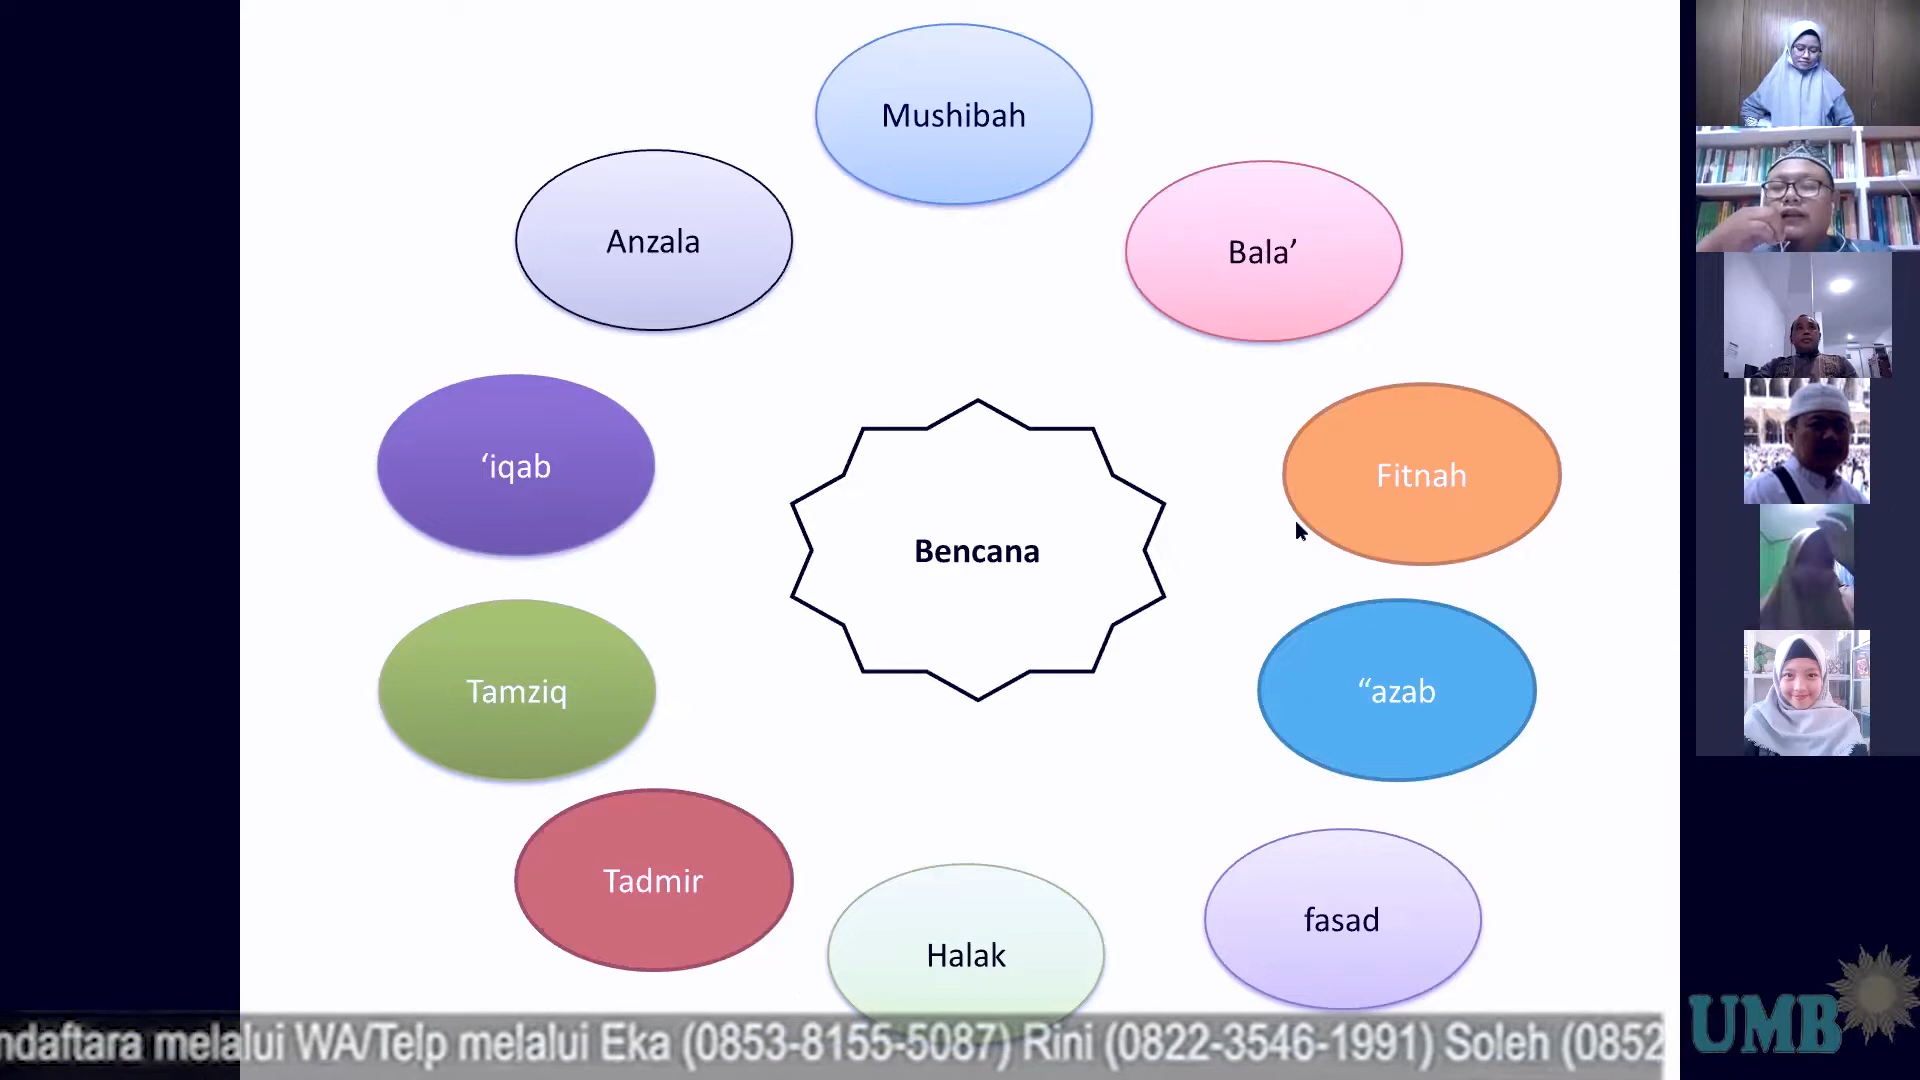 Mushibah
Anzala
Bala’
‘iqab
Fitnah
Bencana
Tamziq
“azab
Tadmir
fasad
Halak
ndaftara melalui WA/Telp melalui Eka (0853-8155-5087) Rini (0822-3546-1991) Soleh (0852
UMB